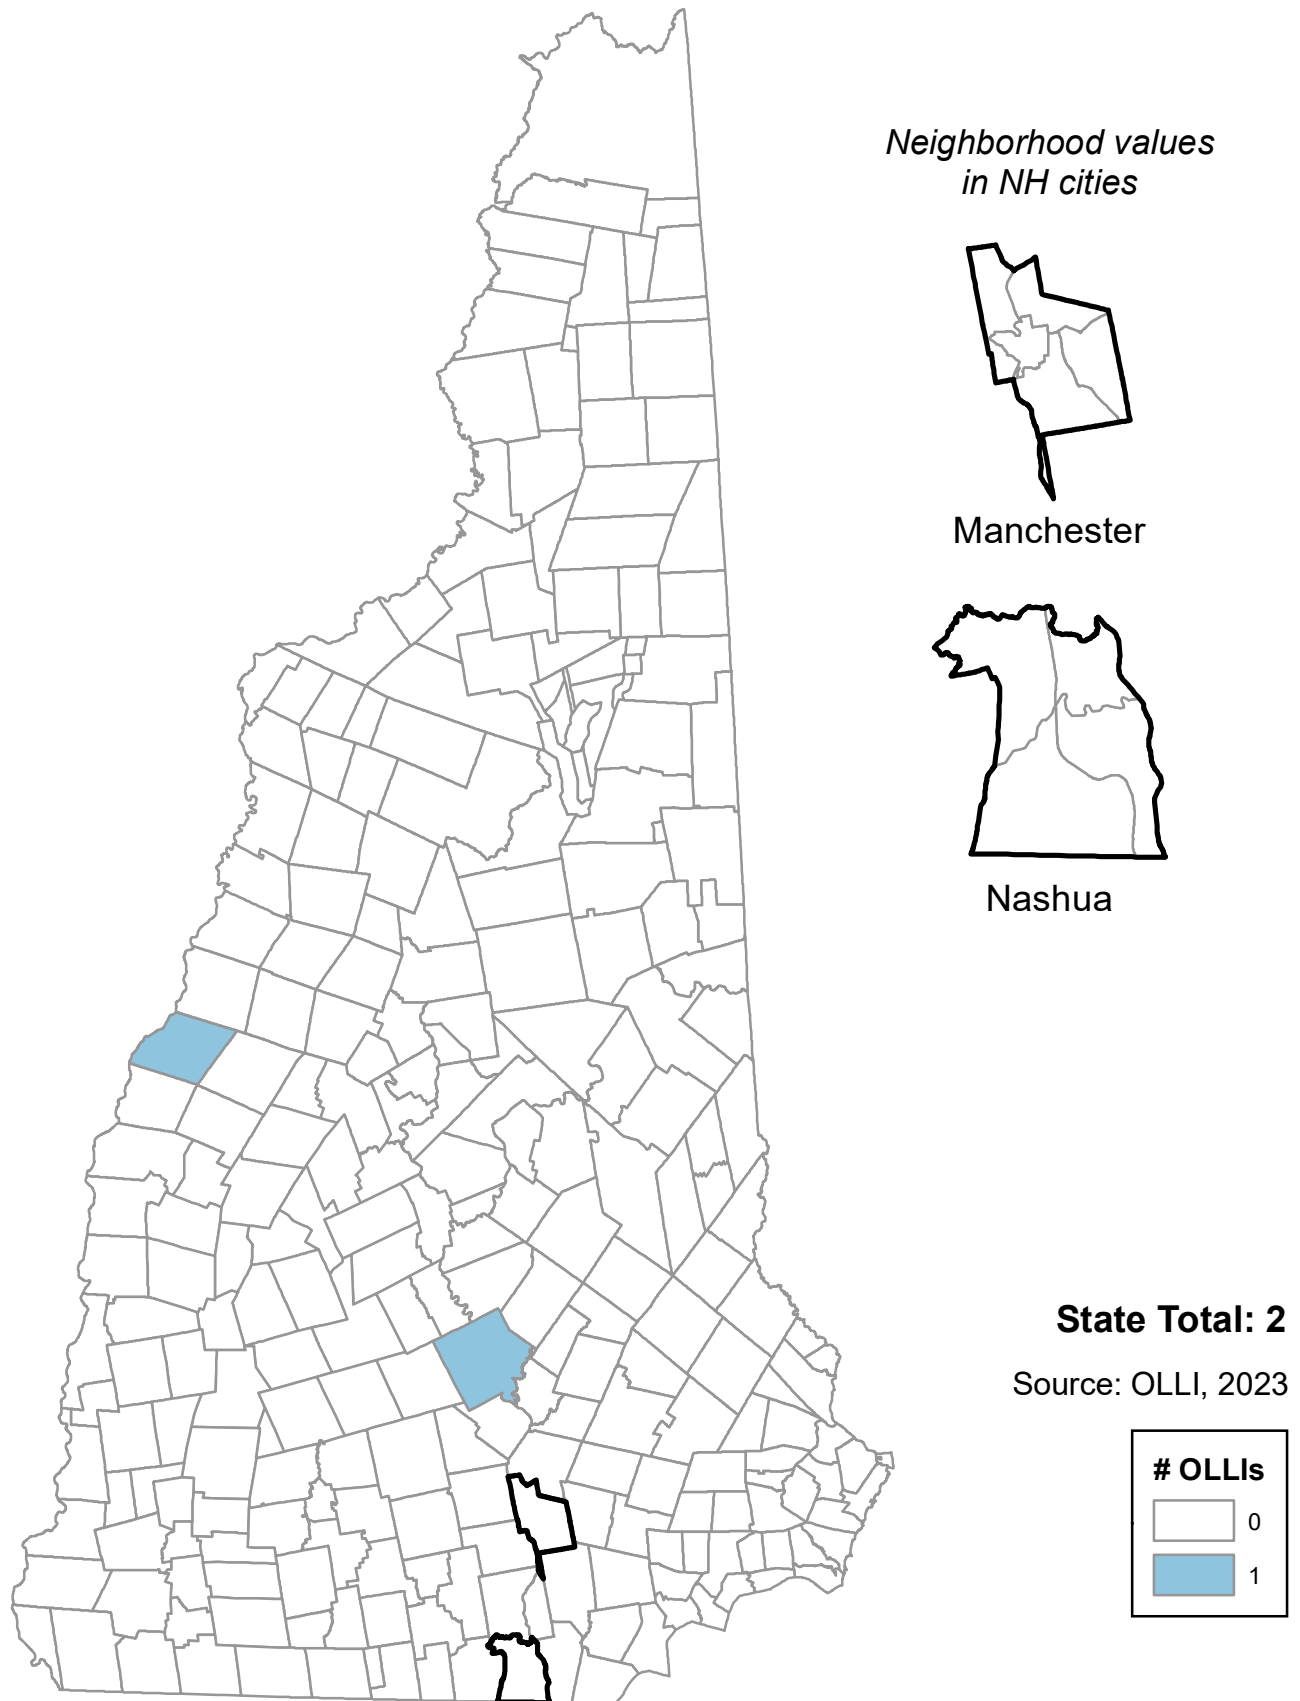 Neighborhood values
in NH cities
Manchester
Nashua
State Total: 2
Source: OLLI, 2023
# OLLIs
0
1